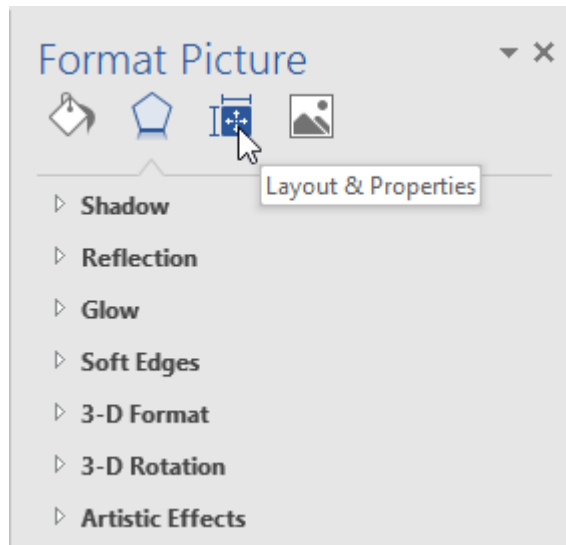 Format Picture
Layout & Properties
Shadow
Reflection
Glow
Soft Edges
3-D Format
3-D Rotation
Artistic Effects